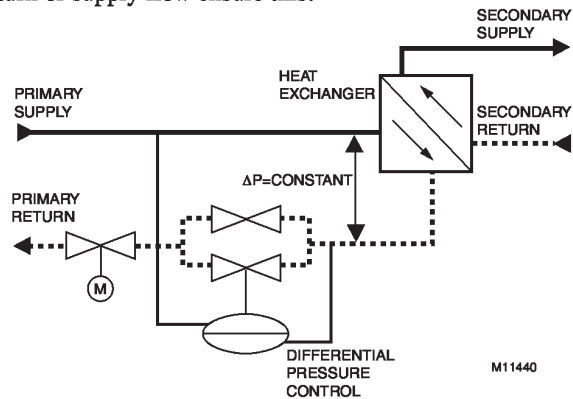 SECONDARY
SUPPLY
HEAT
EXCHANGER
PRIMARY
SUPPLY
SECONDARY
RETURN
ΔP=CONSTANT
PRIMARY
RETURN
M
DIFFERENTIAL
PRESSURE
CONTROL
M11440